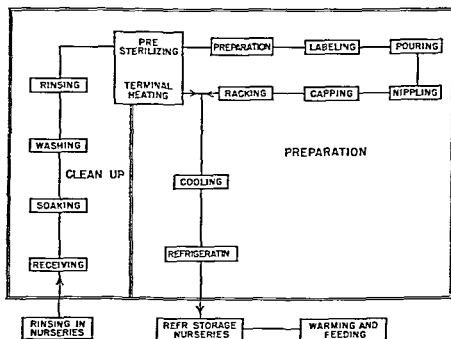 PRE
STERILIZING
PREPARATION
LABELING
POURING
TERMINAL
HEATING
RACKING
CAPPING
NIPPLING
RINSING
WASHING
CLEAN UP
SOAKING
RECEIVING
PREPARATION
COOLING
REFRIGERATIN
RINSING IN
NURSERIES
REFR STORAGE
NURSERIES
WARMING AND
FEEDING